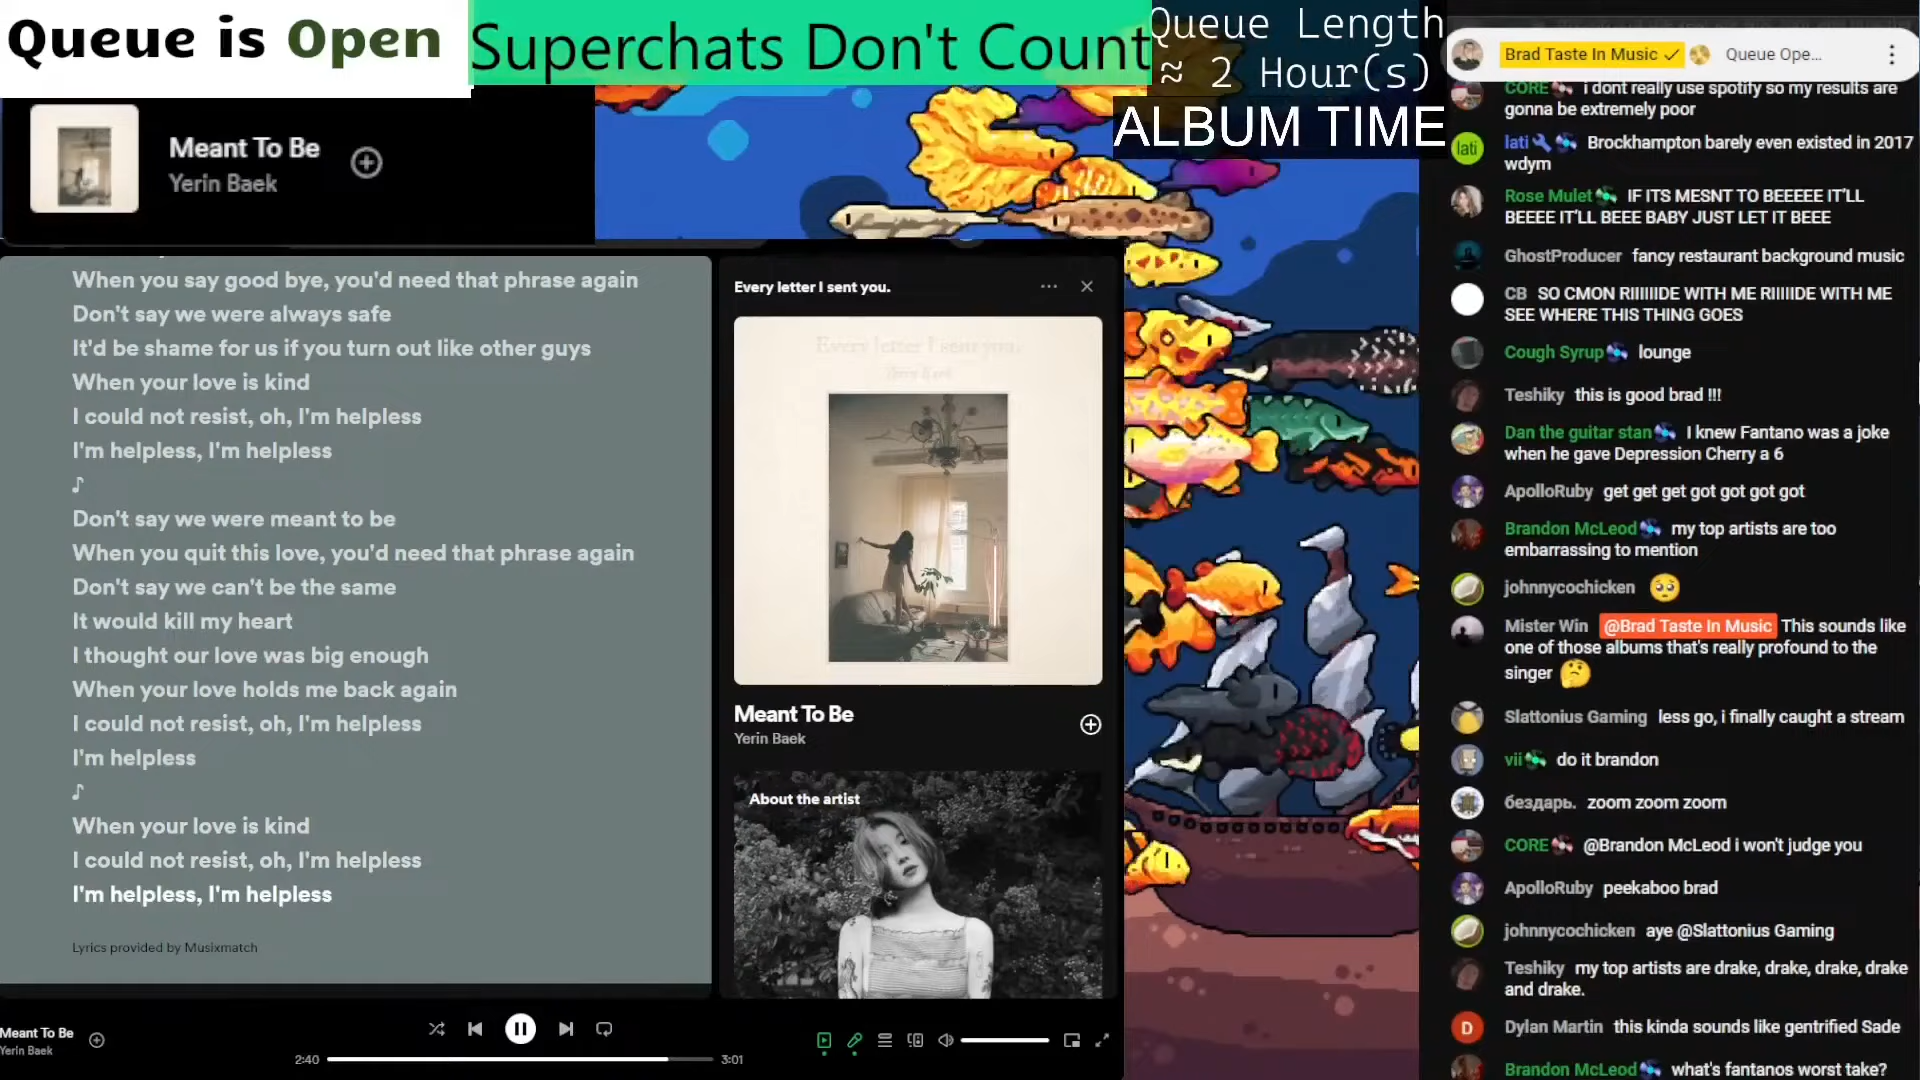 Queue is Open
Superchats Don't Count
Queue Length
≈ 2 Hour(s)
ALBUM TIME
Meant To Be
Yerin Baek
When you say good bye, you'd need that phrase again
Don't say we were always safe
It'd be shame for us if you turn out like other guys
When your love is kind
I could not resist, oh, I'm helpless
I'm helpless, I'm helpless
♪
Don't say we were meant to be
When you quit this love, you'd need that phrase again
Don't say we can't be the same
It would kill my heart
I thought our love was big enough
When your love holds me back again
I could not resist, oh, I'm helpless
I'm helpless
♪
When your love is kind
I could not resist, oh, I'm helpless
I'm helpless, I'm helpless
Lyrics provided by Musixmatch
Every letter I sent you.
Every letter I sent you.
Yerin Baek
Meant To Be
Yerin Baek
About the artist
Meant To Be
Yerin Baek
2:40
3:01
Brad Taste In Music Queue Ope...
CORE i dont really use spotify so my results are
gonna be extremely poor
lati
lati Brockhampton barely even existed in 2017
wdym
Rose Mulet IF ITS MESNT TO BEEEEE IT'LL
BEEEE IT'LL BEEE BABY JUST LET IT BEEE
GhostProducer fancy restaurant background music
CB SO CMON RIIIIIIDE WITH ME RIIIIIDE WITH ME
SEE WHERE THIS THING GOES
Cough Syrup lounge
Teshiky this is good brad !!!
Dan the guitar stan I knew Fantano was a joke
when he gave Depression Cherry a 6
ApolloRuby get get get got got got got
Brandon McLeod my top artists are too
embarrassing to mention
johnnycochicken 🥺
Mister Win @Brad Taste In Music This sounds like
one of those albums that's really profound to the
singer 🤔
Slattonius Gaming less go, i finally caught a stream
vii do it brandon
бездарь. zoom zoom zoom
CORE @Brandon McLeod i won't judge you
ApolloRuby peekaboo brad
johnnycochicken aye @Slattonius Gaming
Teshiky my top artists are drake, drake, drake, drake
and drake.
D
Dylan Martin this kinda sounds like gentrified Sade
Brandon McLeod what's fantanos worst take?